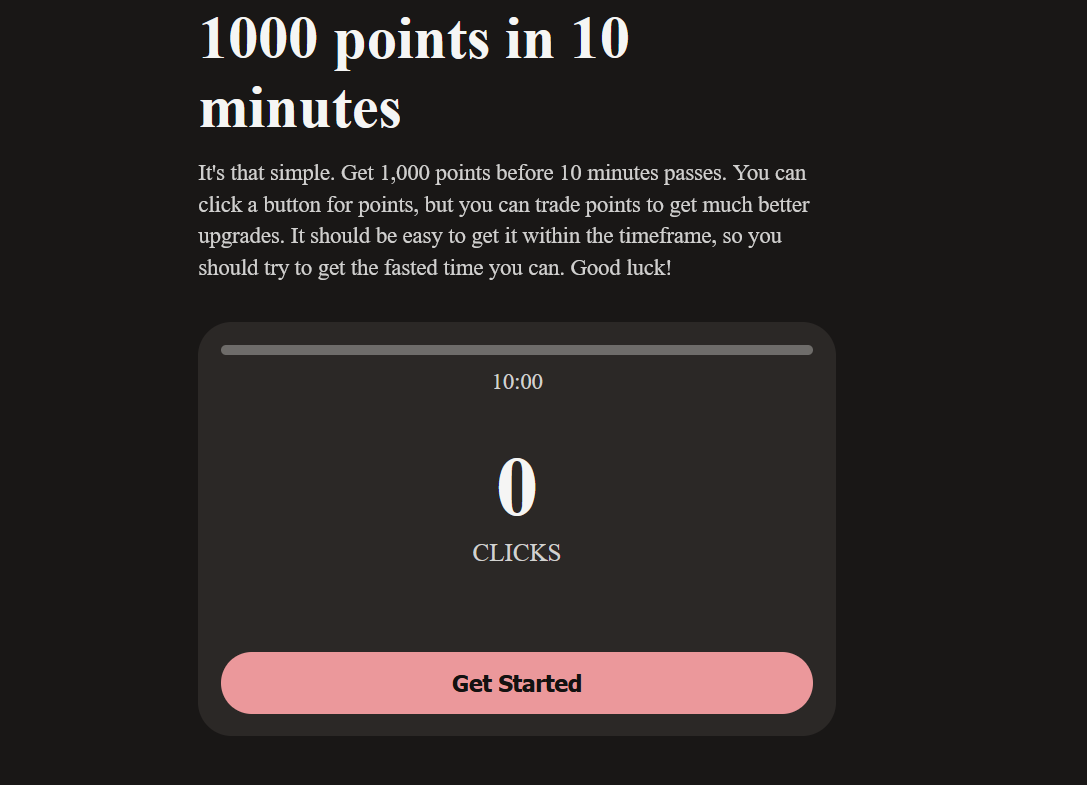 1000 points in 10
minutes
It's that simple. Get 1,000 points before 10 minutes passes. You can
click a button for points, but you can trade points to get much better
upgrades. It should be easy to get it within the timeframe, so you
should try to get the fasted time you can. Good luck!
10:00
0
CLICKS
Get Started